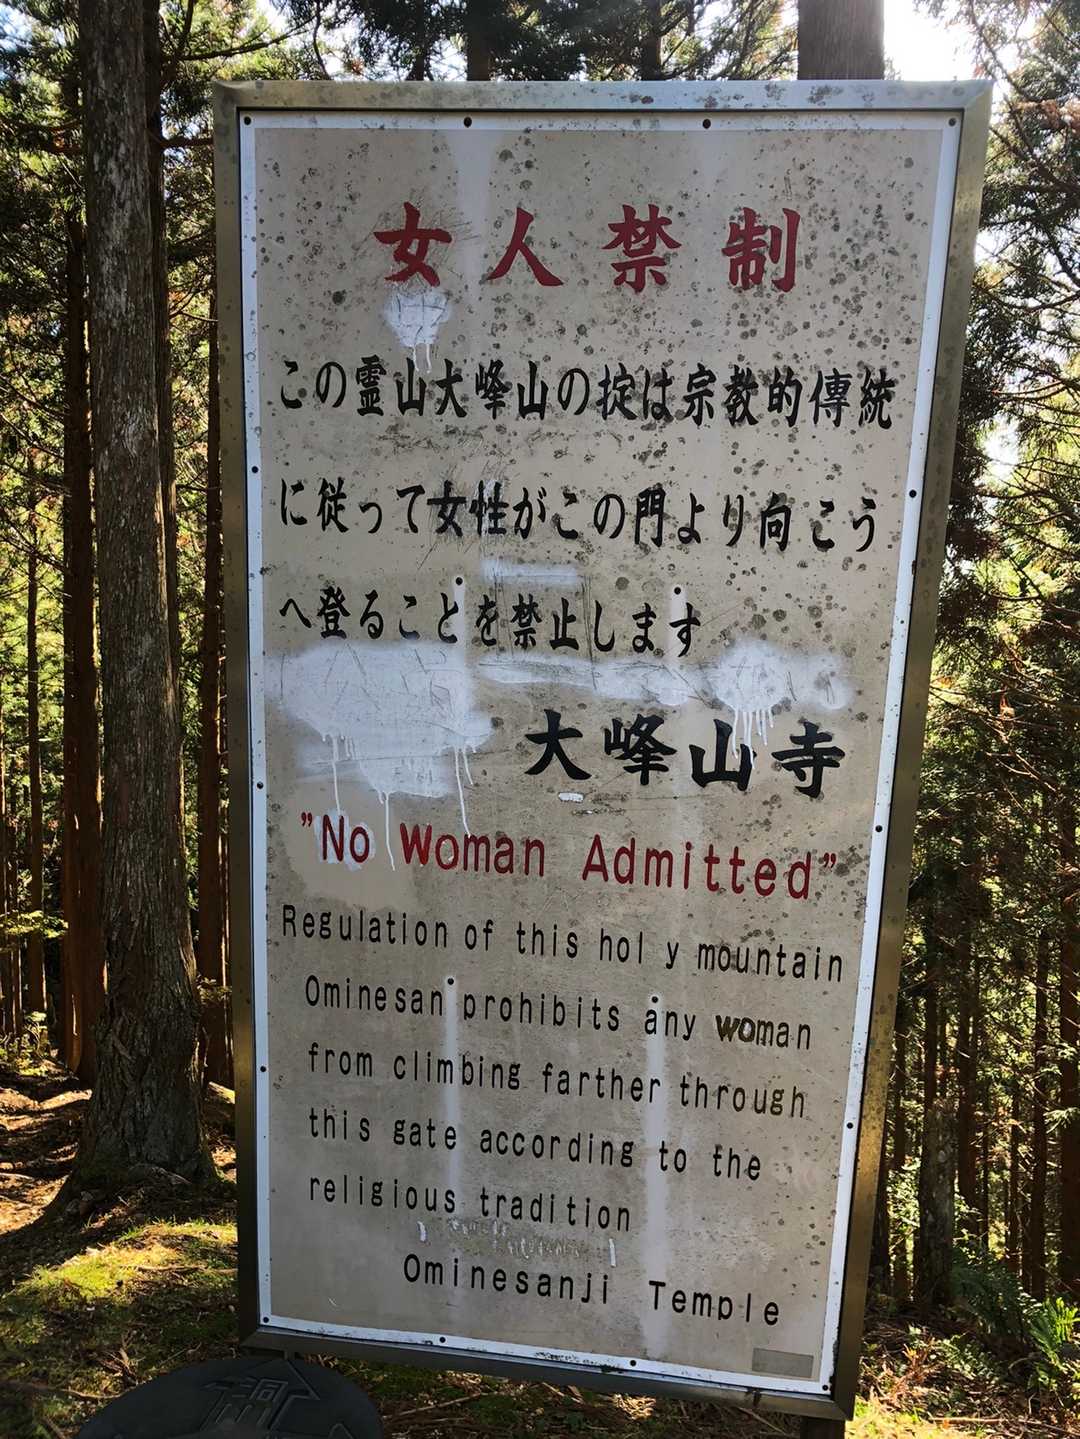 女人禁制
この霊山大峰山の掟は宗教的傳統
に従って女性がこの門より向こう
へ登ることを禁止します
大峰山寺
”No Woman Admitted”
Regulation of this holy mountain
Ominesan prohibits any woman
from climbing farther through
this gate according to the
religious tradition
Ominesanji Temple